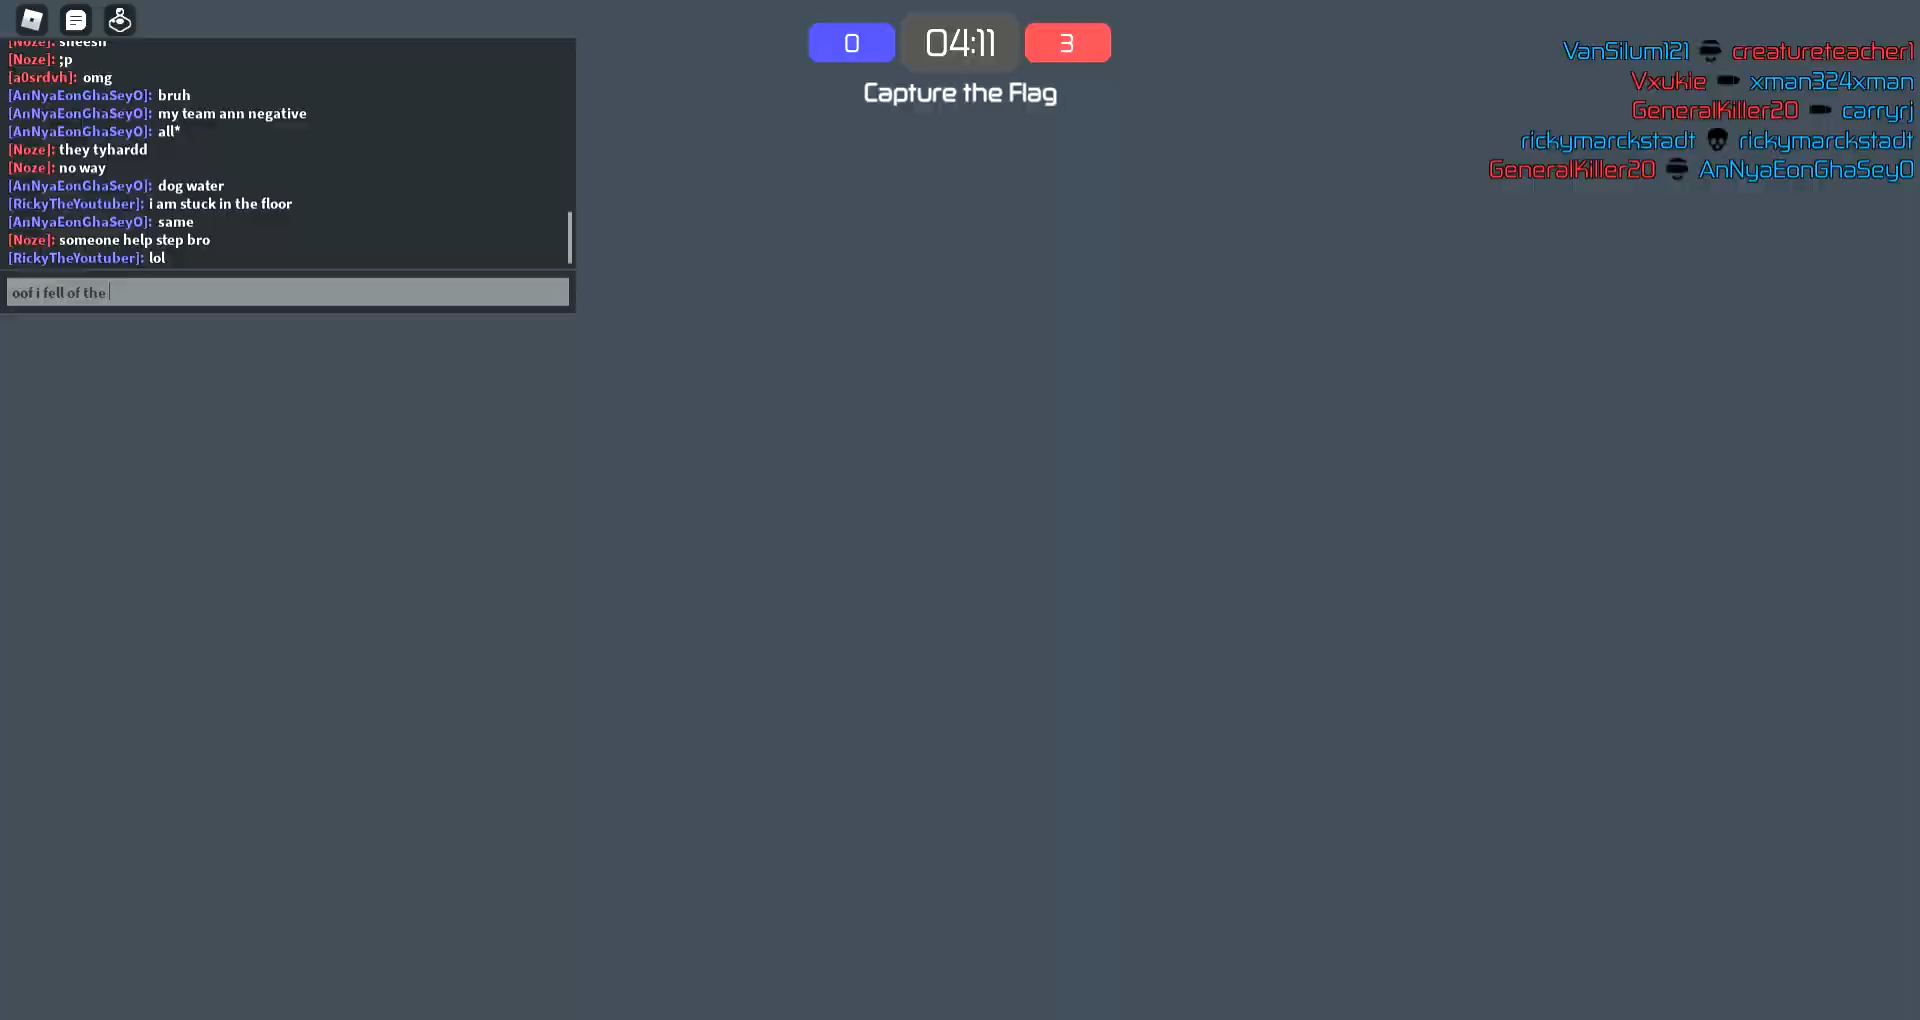 [Noze]: sheesh
[Noze]: ;p
[a0srdvh]: omg
[AnNyaEonGhaSeyO]: bruh
[AnNyaEonGhaSeyO]: my team ann negative
[AnNyaEonGhaSeyO]: all*
[Noze]: they tyhardd
[Noze]: no way
[AnNyaEonGhaSeyO]: dog water
[RickyTheYoutuber]: i am stuck in the floor
[AnNyaEonGhaSeyO]: same
[Noze]: someone help step bro
[RickyTheYoutuber]: lol
oof i fell of the
0 04:11 3
Capture the Flag
VanSilum121 creatureteacher1
Vxukie xman324xman
GeneralKiller20 carryrj
rickymarckstadt rickymarckstadt
GeneralKiller20 AnNyaEonGhaSeyO